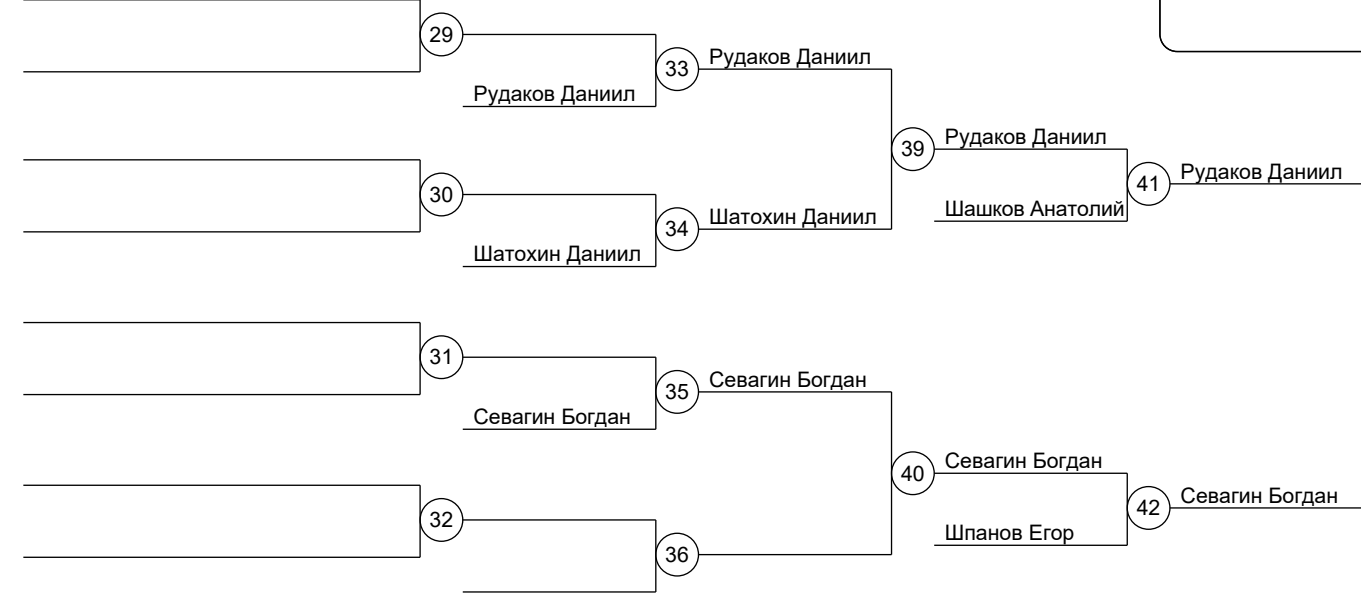 29
33
Рудаков Даниил
Рудаков Даниил
39
Рудаков Даниил
41
Рудаков Даниил
30
34
Шатохин Даниил
Шашков Анатолий
Шатохин Даниил
31
35
Севагин Богдан
Севагин Богдан
40
Севагин Богдан
42
Севагин Богдан
32
36
Шпанов Егор